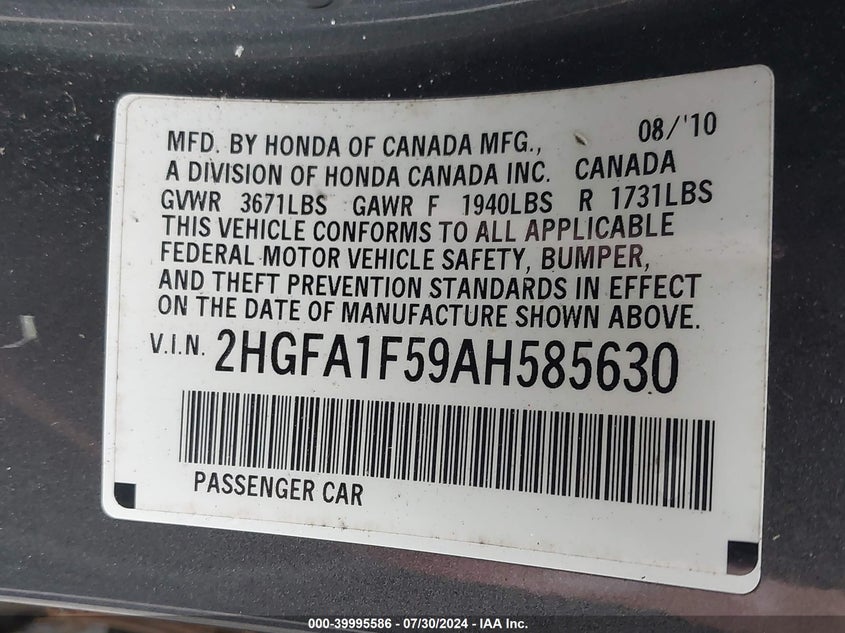 MFD. BY HONDA OF CANADA MFG., 08/'10
A DIVISION OF HONDA CANADA INC. CANADA
GVWR 3671LBS GAWR F 1940LBS R 1731LBS
THIS VEHICLE CONFORMS TO ALL APPLICABLE
FEDERAL MOTOR VEHICLE SAFETY, BUMPER,
AND THEFT PREVENTION STANDARDS IN EFFECT
ON THE DATE OF MANUFACTURE SHOWN ABOVE.
V.I.N. 2HGFA1F59AH585630
PASSENGER CAR
000-39995586 - 07/30/2024 - IAA Inc.